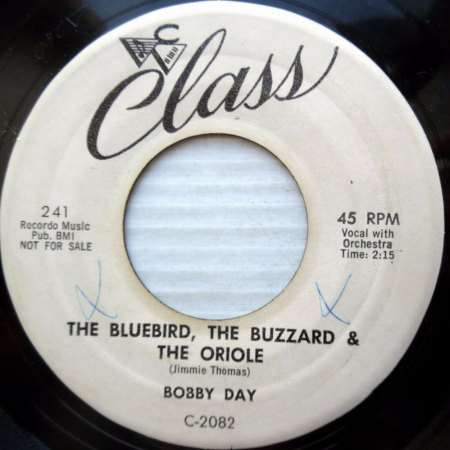 Class
241
Recordo Music
Pub. BMI
NOT FOR SALE
45 RPM
Vocal with
Orchestra
Time: 2:15
THE BLUEBIRD, THE BUZZARD &
THE ORIOLE
(Jimmie Thomas)
BOBBY DAY
C-2082